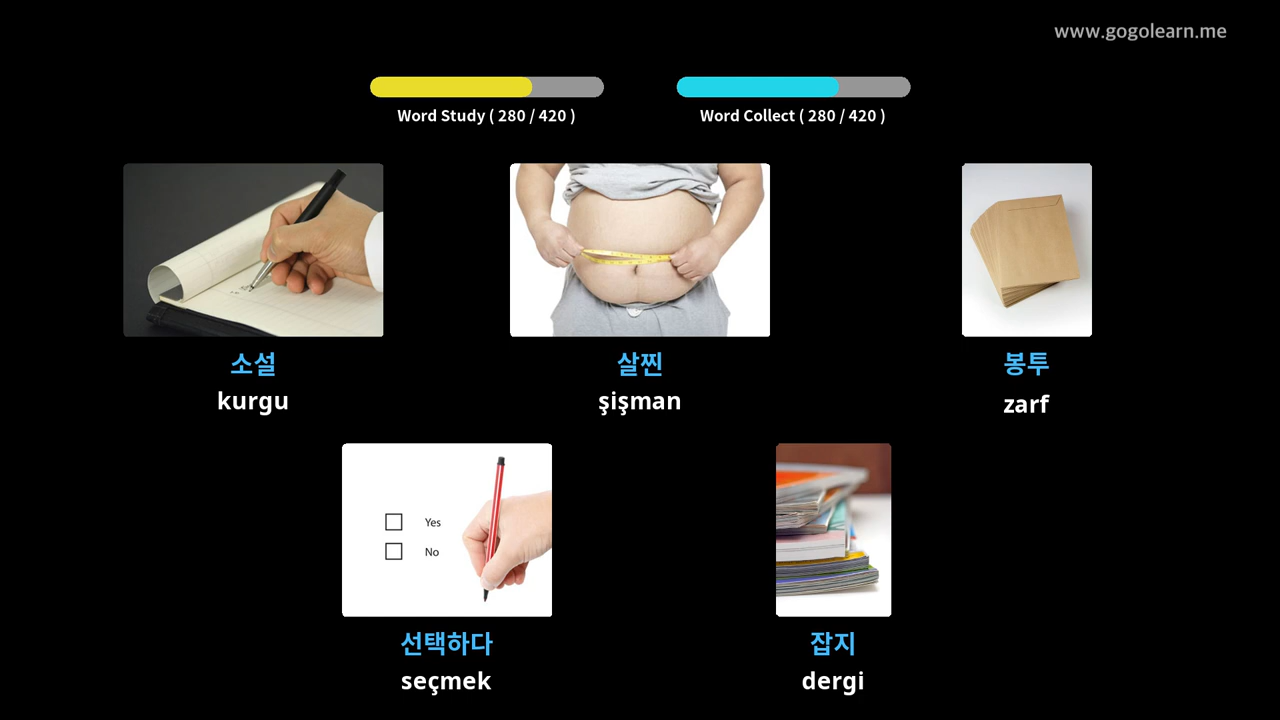 www.gogolearn.me
Word Study ( 280 / 420 )
Word Collect ( 280 / 420 )
소설
kurgu
살찐
şişman
봉투
zarf
Yes
No
선택하다
seçmek
잡지
dergi